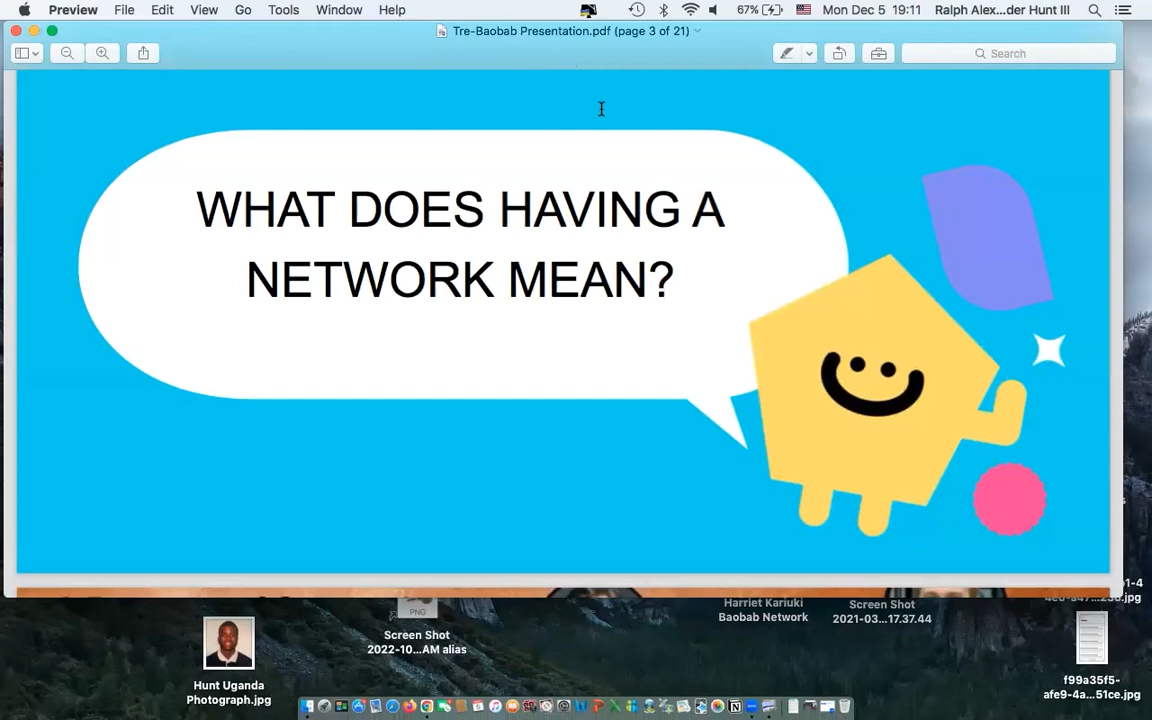 Preview File Edit View Go Tools Window Help 67% Mon Dec 5 19:11 Ralph Alex...der Hunt III
Tre-Baobab Presentation.pdf (page 3 of 21)
Search
WHAT DOES HAVING A
NETWORK MEAN?
PNG
Screen Shot
2022-10...AM alias
Harriet Kariuki
Baobab Network
Screen Shot
2021-03....17.37.44
Hunt Uganda
Photograph.jpg
f99a35f5-
afe9-4a...51ce.jpg